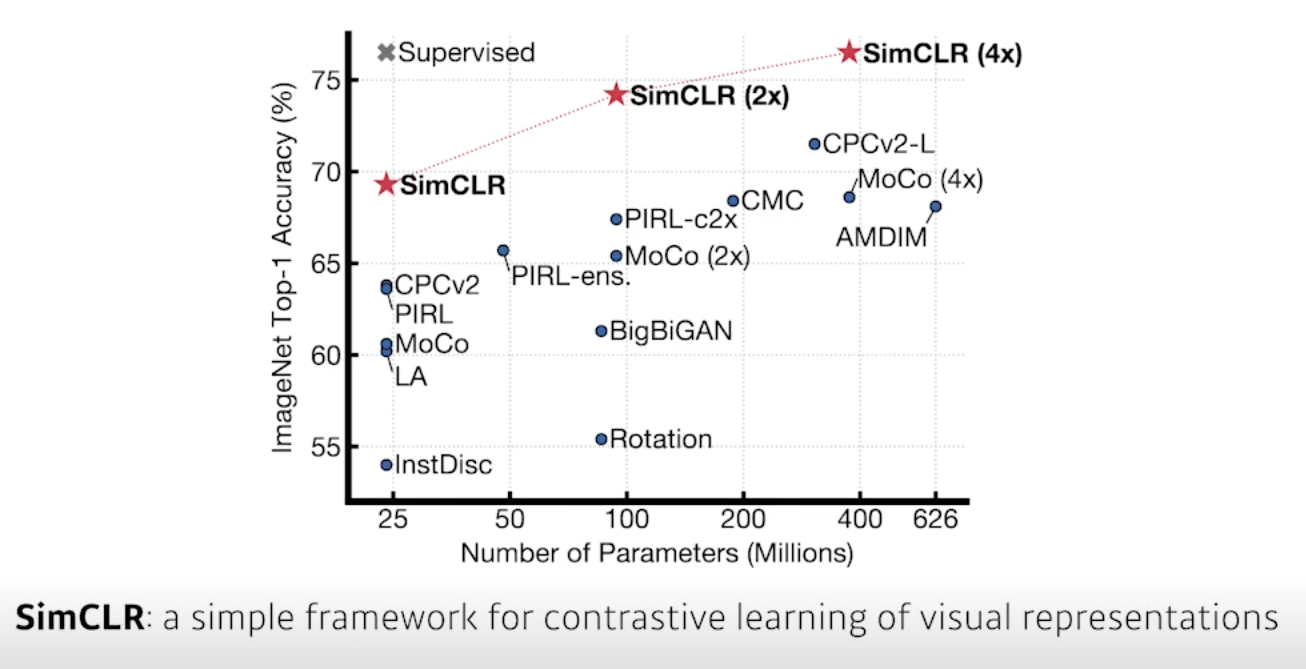 Supervised
SimCLR (4x)
75
SimCLR (2x)
CPCv2-L
70
MoCo (4x)
SimCLR
CMC
PIRL-c2x
AMDIM
MoCo (2x)
65
PIRL-ens.
CPCv2
PIRL
BigBiGAN
MoCo
60
LA
Rotation
55
InstDisc
ImageNet Top-1 Accuracy (%)
25 50 100 200 400 626
Number of Parameters (Millions)
SimCLR: a simple framework for contrastive learning of visual representations